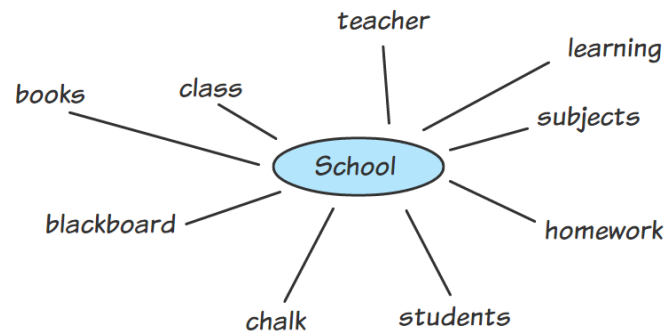 teacher
learning
class
books
subjects
School
blackboard
homework
chalk
students